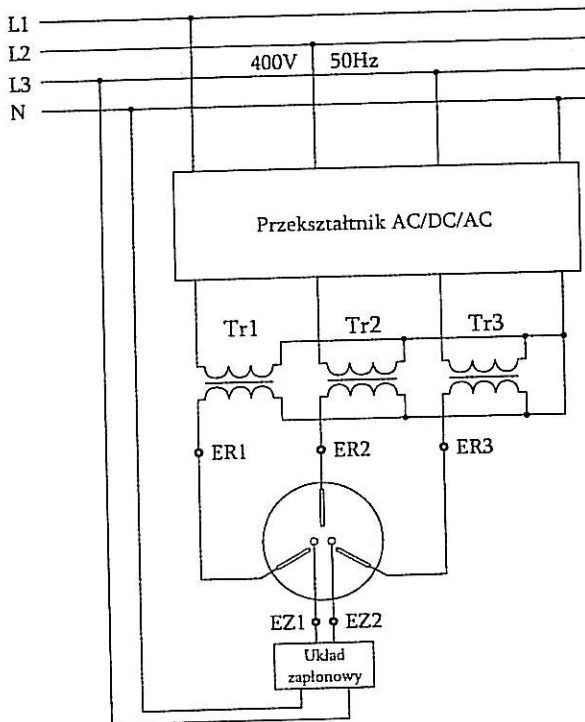 L1
L2
400V 50Hz
L3
N
Przekształtnik AC/DC/AC
Tr1 Tr2 Tr3
ER1 ER2 ER3
EZ1 EZ2
Układ
zapłonowy